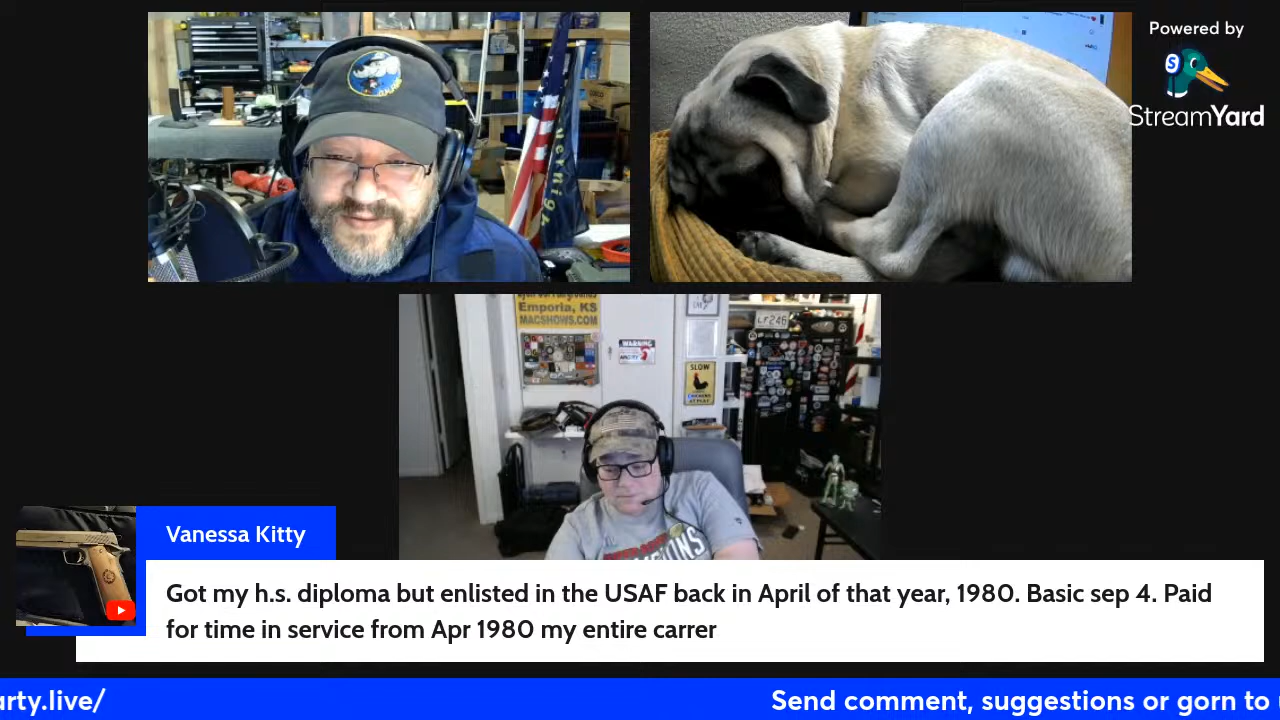 Powered by
StreamYard
Emporia, KS
MACSHOWS.COM
WARNING
LF246
SLOW
Vanessa Kitty
Got my h.s. diploma but enlisted in the USAF back in April of that year, 1980. Basic sep 4. Paid
for time in service from Apr 1980 my entire carrer
arty.live/
Send comment, suggestions or gorn to